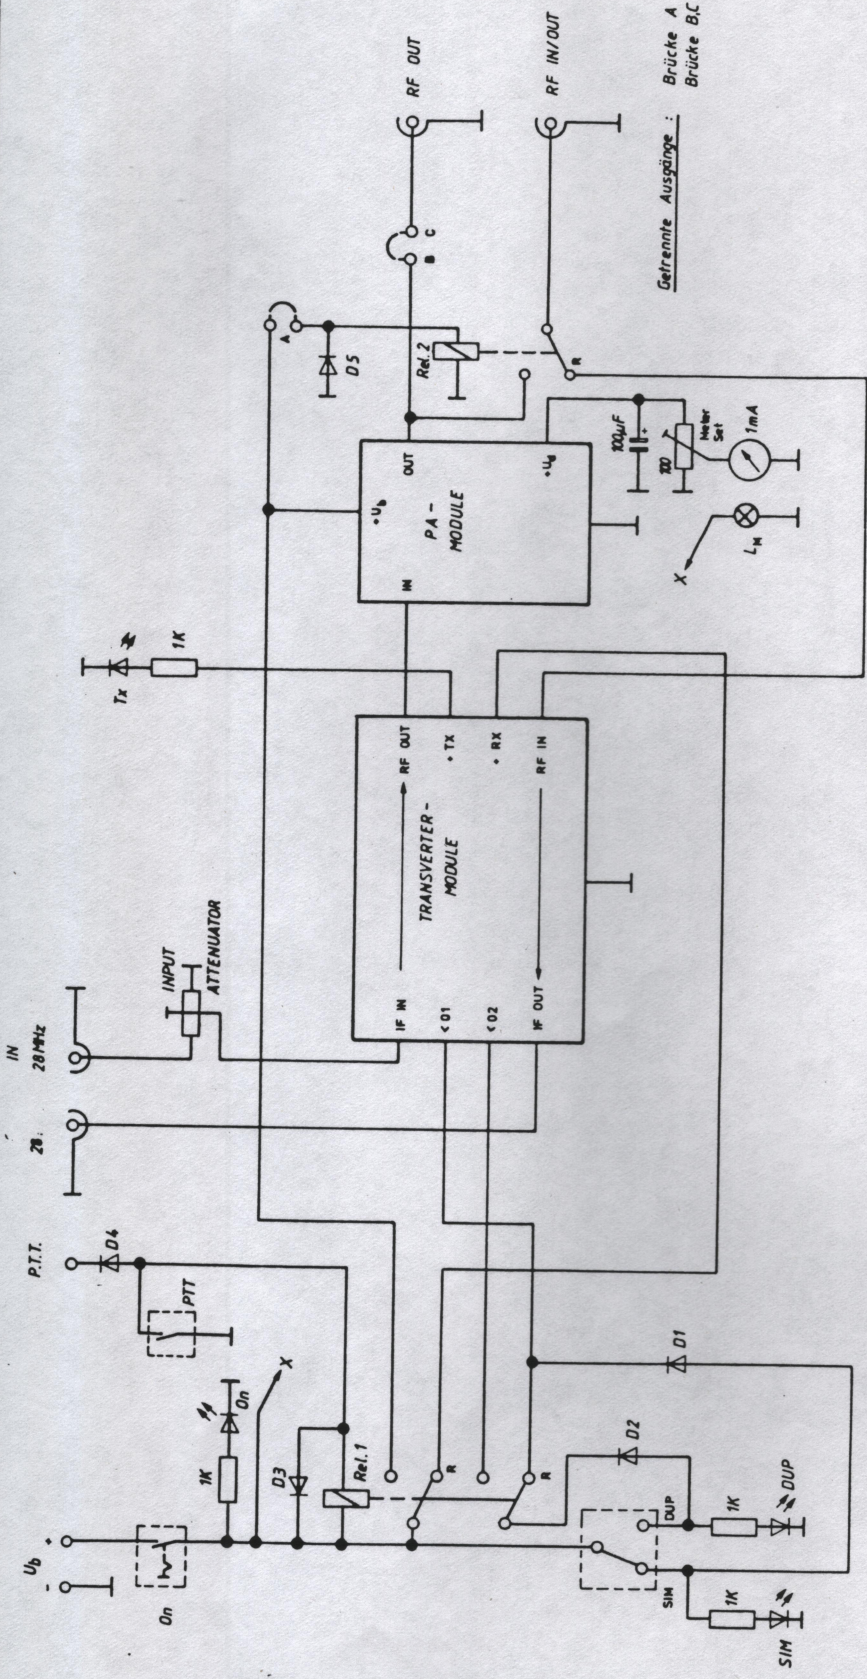 Getrennte Ausgänge :
Brücke A
Brücke B,C
RF OUT
RF IN/OUT
C
B
A
D5
Rel.2
R
100µF
+
100
Meter
Set
1mA
X
L M
OUT
+Ud
+Ub
PA-
MODULE
IN
Tx
1K
RF OUT
+ TX
+ RX
RF IN
TRANSVERTER-
MODULE
IF IN
< 01
< 02
IF OUT
INPUT
ATTENUATOR
IN
28MHz
28
P.T.T.
D4
PTT
X
On
1K
D3
Rel.1
R
R
Ub
+
-
On
D1
D2
DUP
SIM
1K
DUP
1K
SIM